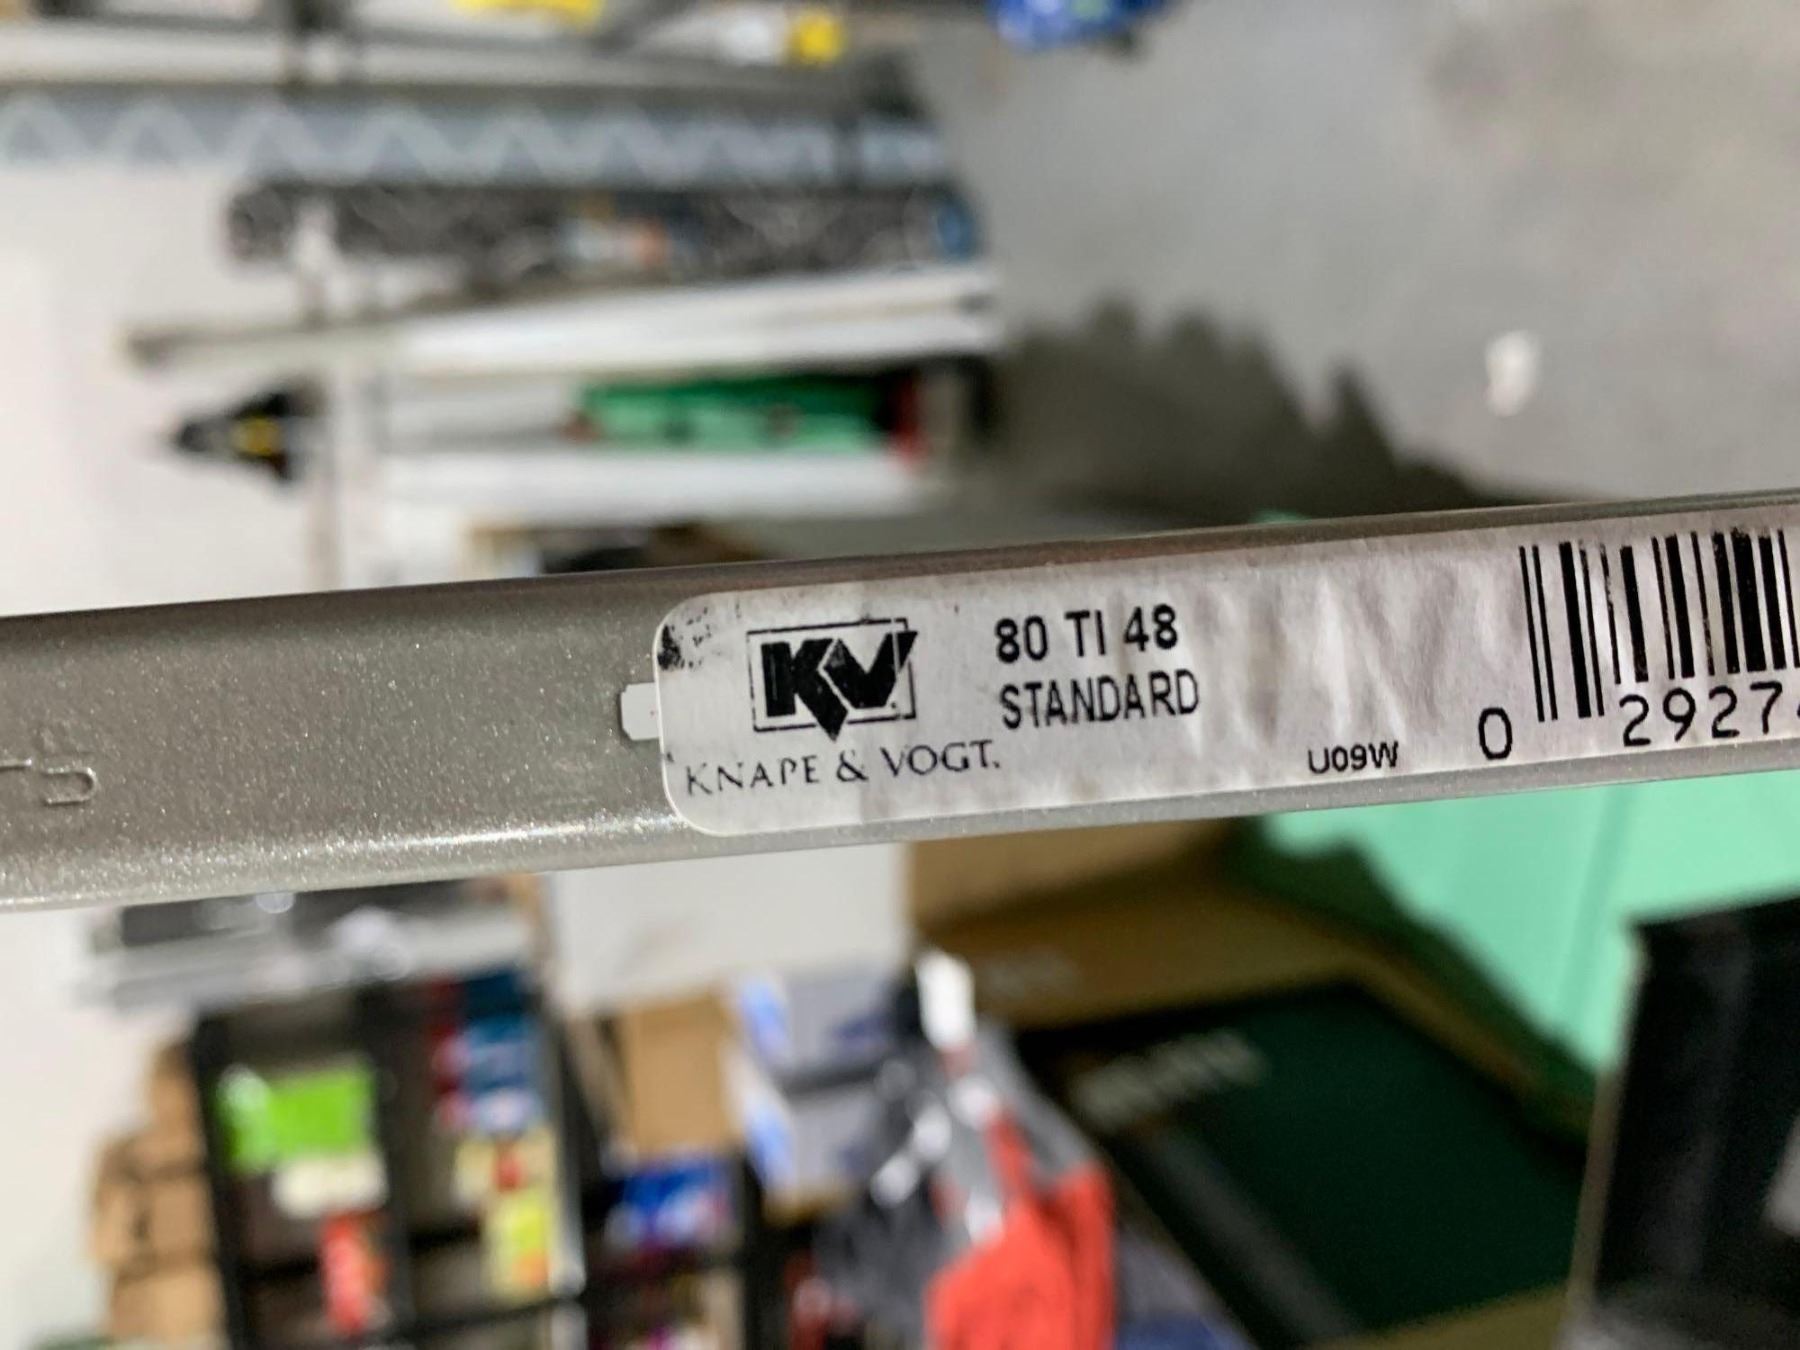 KV
80 TI 48
STANDARD
KNAPE & VOGT.
U09W
0 2927